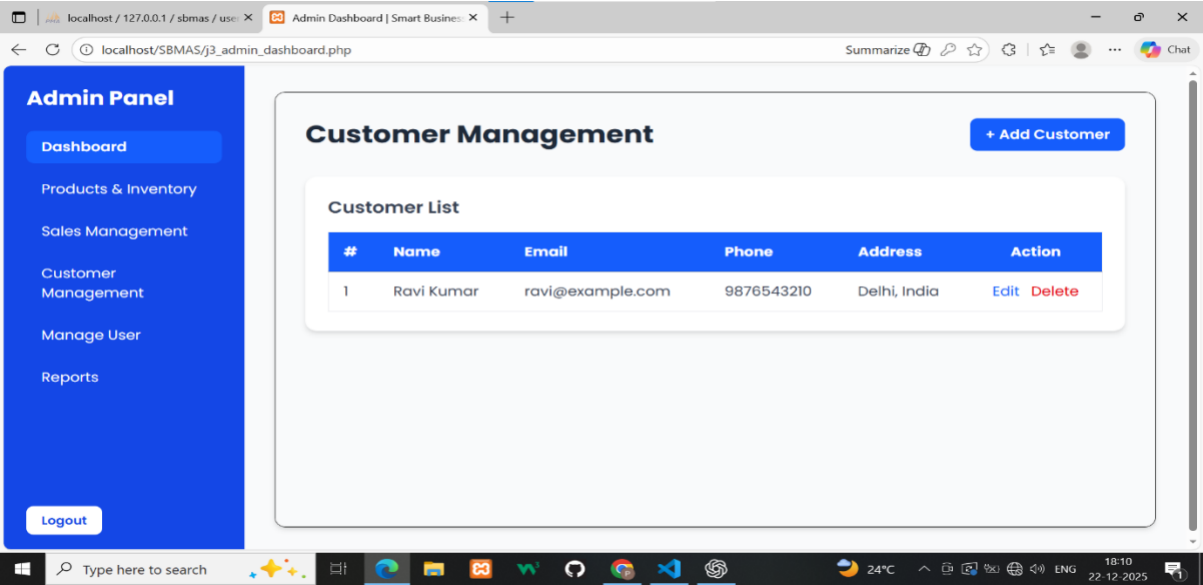 localhost / 127.0.0.1 / sbmas / use
Admin Dashboard | Smart Busines
localhost/SBMAS/j3_admin_dashboard.php
Summarize
Chat
Admin Panel
Dashboard
Products & Inventory
Sales Management
Customer
Management
Manage User
Reports
Logout
Customer Management
+ Add Customer
Customer List
# Name Email Phone Address Action
1 Ravi Kumar ravi@example.com 9876543210 Delhi, India Edit Delete
Type here to search
24°C
ENG
18:10
22-12-2025
1